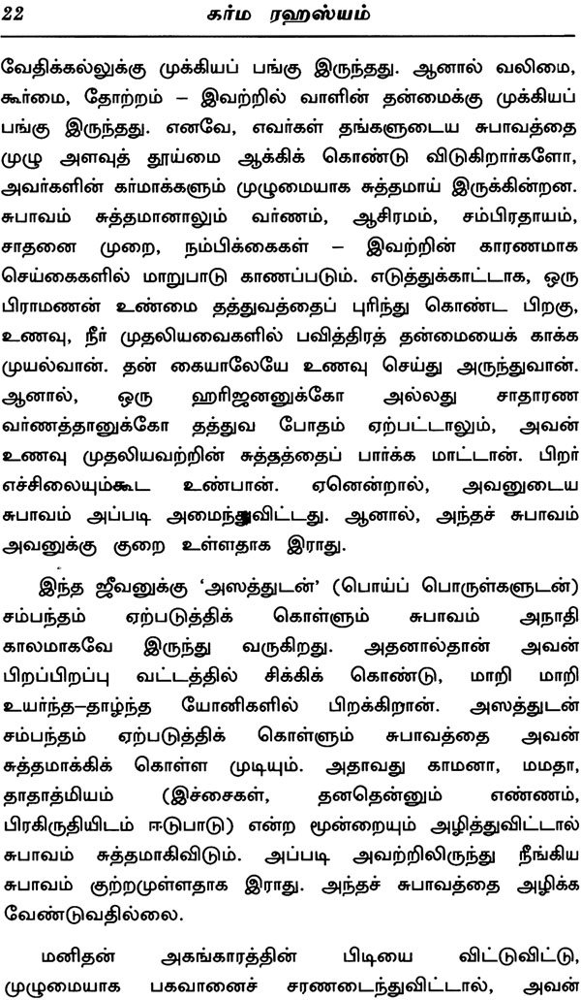 22 கர்ம ரஹஸ்யம்
வேதிக்கல்லுக்கு முக்கியப் பங்கு இருந்தது. ஆனால் வலிமை,
கூர்மை, தோற்றம் – இவற்றில் வாளின் தன்மைக்கு முக்கியப்
பங்கு இருந்தது. எனவே, எவர்கள் தங்களுடைய சுபாவத்தை
முழு அளவுத் தூய்மை ஆக்கிக் கொண்டு விடுகிறார்களோ,
அவர்களின் கர்மாக்களும் முழுமையாக சுத்தமாய் இருக்கின்றன.
சுபாவம் சுத்தமானாலும் வர்ணம், ஆசிரமம், சம்பிரதாயம்,
சாதனை முறை, நம்பிக்கைகள் – இவற்றின் காரணமாக
செய்கைகளில் மாறுபாடு காணப்படும். எடுத்துக்காட்டாக, ஒரு
பிராமணன் உண்மை தத்துவத்தைப் புரிந்து கொண்ட பிறகு,
உணவு, நீர் முதலியவைகளில் பவித்திரத் தன்மையைக் காக்க
முயல்வான். தன் கையாலேயே உணவு செய்து அருந்துவான்.
ஆனால், ஒரு ஹரிஜனனுக்கோ அல்லது சாதாரண
வர்ணத்தானுக்கோ தத்துவ போதம் ஏற்பட்டாலும், அவன்
உணவு முதலியவற்றின் சுத்தத்தைப் பார்க்க மாட்டான். பிறர்
எச்சிலையும்கூட உண்பான். ஏனென்றால், அவனுடைய
சுபாவம் அப்படி அமைந்துவிட்டது. ஆனால், அந்தச் சுபாவம்
அவனுக்கு குறை உள்ளதாக இராது.
இந்த ஜீவனுக்கு ‘அஸத்துடன்’ (பொய்ப் பொருள்களுடன்)
சம்பந்தம் ஏற்படுத்திக் கொள்ளும் சுபாவம் அநாதி
காலமாகவே இருந்து வருகிறது. அதனால்தான் அவன்
பிறப்பிறப்பு வட்டத்தில் சிக்கிக் கொண்டு, மாறி மாறி
உயர்ந்த–தாழ்ந்த யோனிகளில் பிறக்கிறான். அஸத்துடன்
சம்பந்தம் ஏற்படுத்திக் கொள்ளும் சுபாவத்தை அவன்
சுத்தமாக்கிக் கொள்ள முடியும். அதாவது காமனா, மமதா,
தாதாத்மியம் (இச்சைகள், தனதென்னும் எண்ணம்,
பிரகிருதியிடம் ஈடுபாடு) என்ற மூன்றையும் அழித்துவிட்டால்
சுபாவம் சுத்தமாகிவிடும். அப்படி அவற்றிலிருந்து நீங்கிய
சுபாவம் குற்றமுள்ளதாக இராது. அந்தச் சுபாவத்தை அழிக்க
வேண்டுவதில்லை.
மனிதன் அகங்காரத்தின் பிடியை விட்டுவிட்டு,
முழுமையாக பகவானைச் சரணடைந்துவிட்டால், அவன்